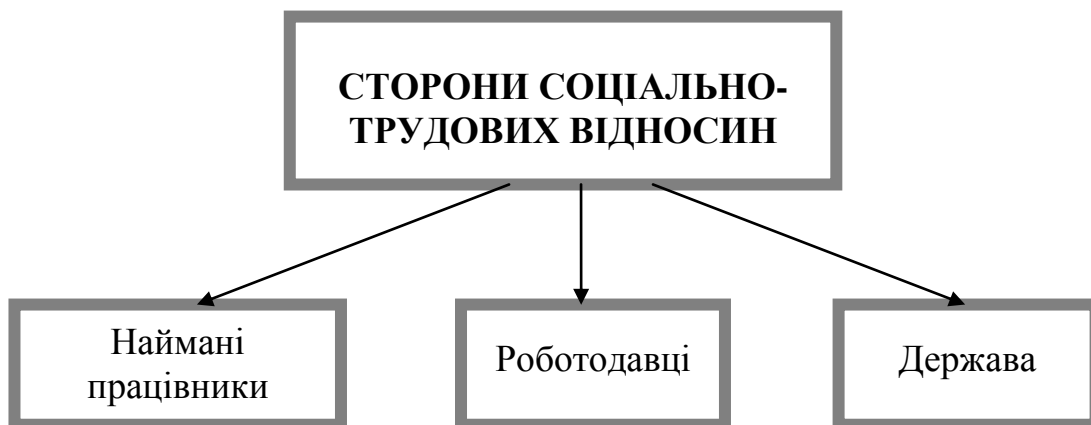 СТОРОНИ СОЦІАЛЬНО-
ТРУДОВИХ ВІДНОСИН
Наймані
працівники
Роботодавці
Держава